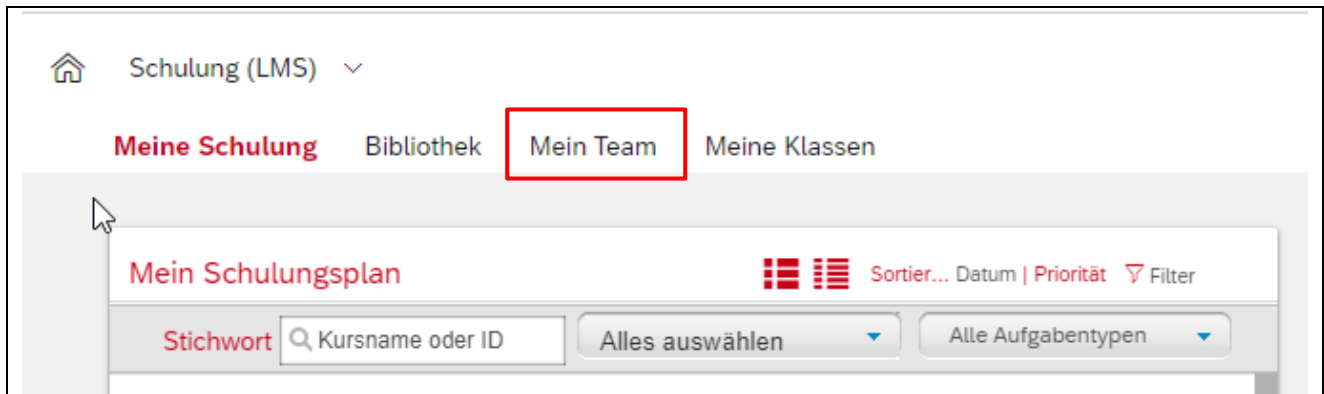 Schulung (LMS)
Meine Schulung Bibliothek Mein Team Meine Klassen
Mein Schulungsplan Sortier... Datum | Priorität Filter
Stichwort Kursname oder ID Alles auswählen Alle Aufgabentypen